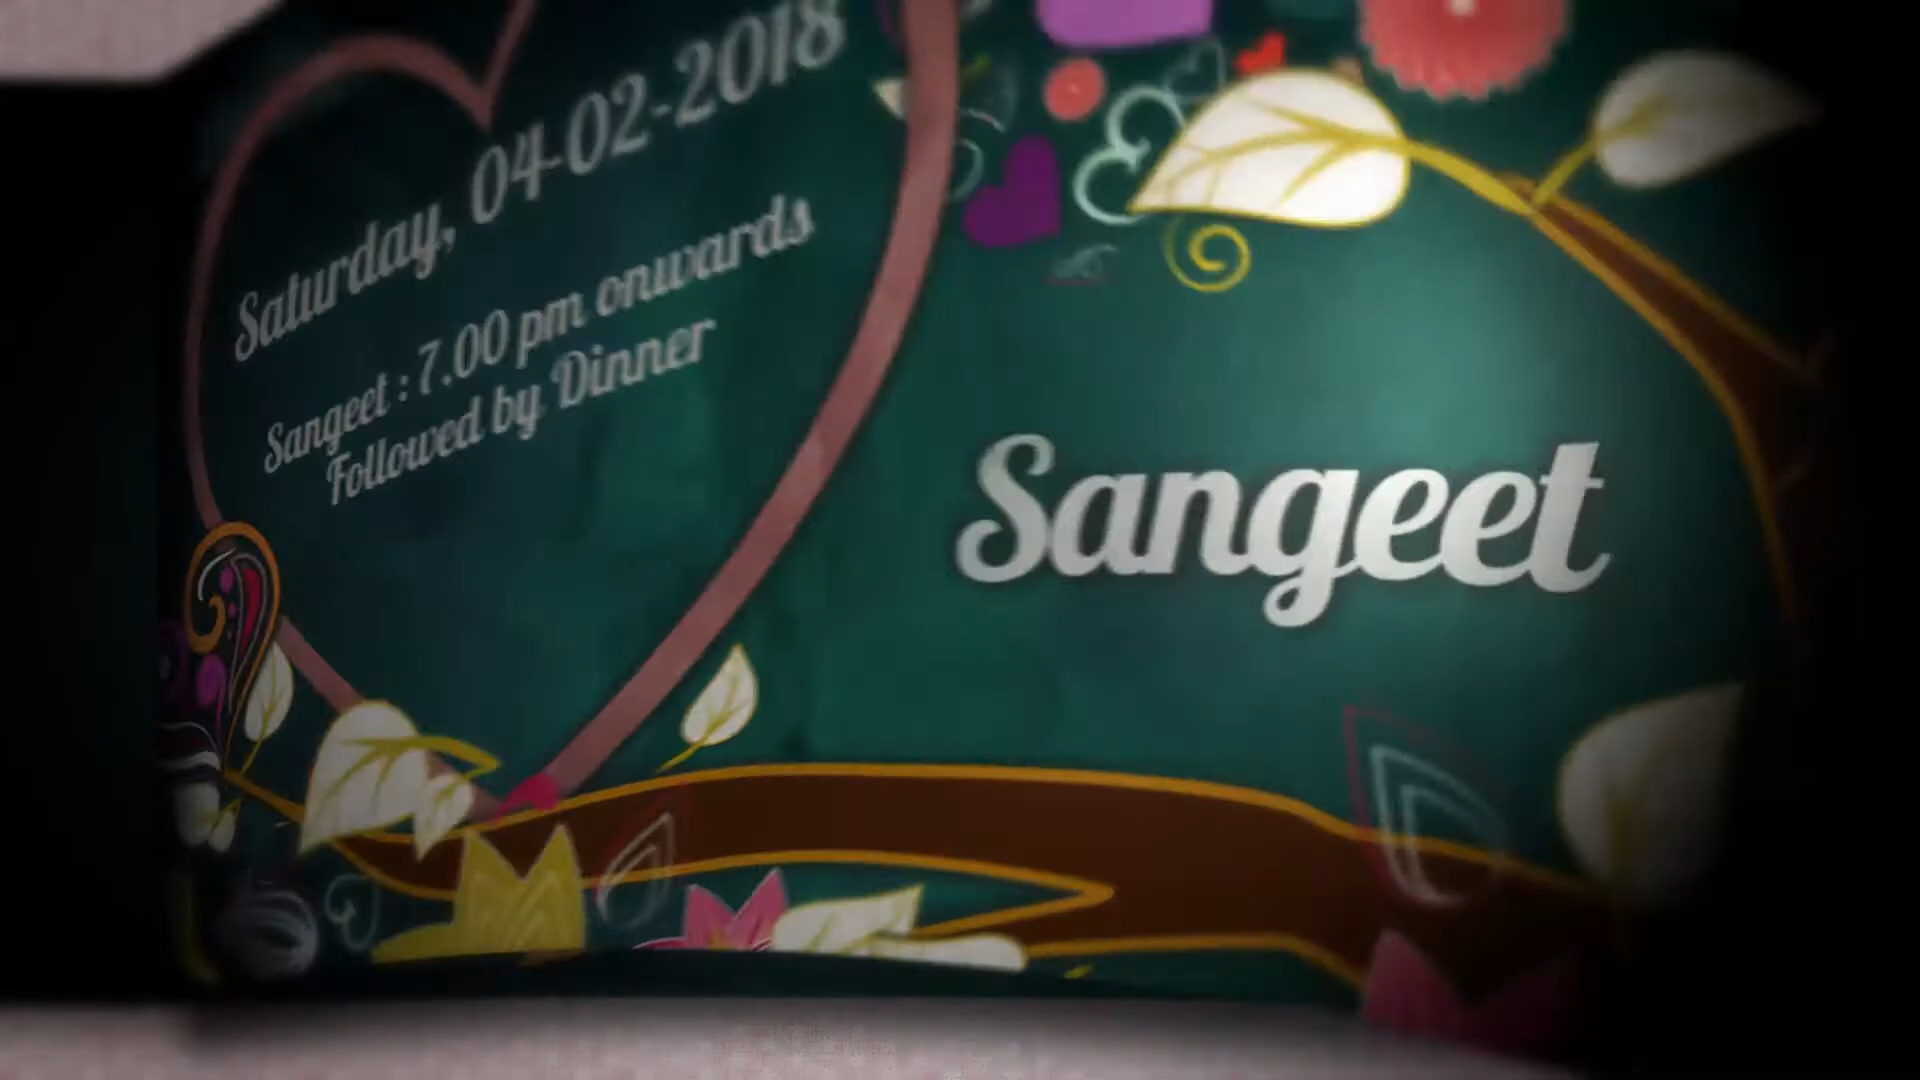 Saturday, 04-02-2018
Sangeet : 7.00 pm onwards
Followed by Dinner
Sangeet